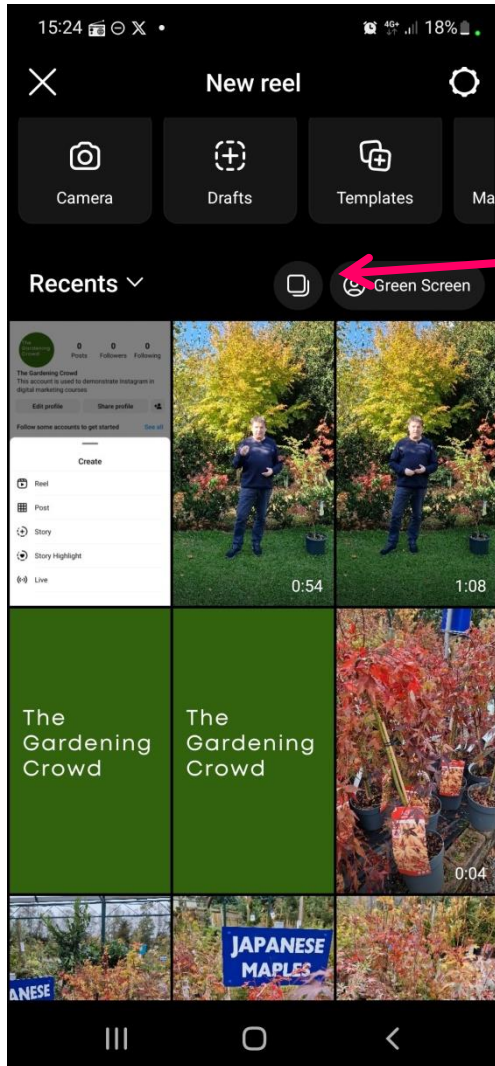 15:24
4G+ 18%
New reel
Camera Drafts Templates Ma
Recents
Green Screen
The
Gardening
Crowd
0 0 0
Posts Followers Following
The Gardening Crowd
This account is used to demonstrate Instagram in
digital marketing courses
Edit profile Share profile
Follow some accounts to get started See all
Create
Reel
Post
Story
Story Highlight
Live
0:54
1:08
The
Gardening
Crowd
The
Gardening
Crowd
0:04
ANESE
JAPANESE
MAPLES